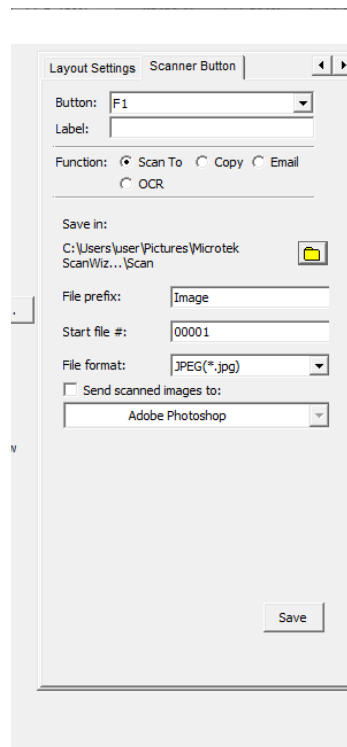 Layout Settings Scanner Button
Button: F1
Label:
Function: Scan To Copy Email
OCR
Save in:
C:\Users\user\Pictures\Microtek
ScanWiz...\Scan
File prefix: Image
Start file #: 00001
File format: JPEG(*.jpg)
Send scanned images to:
Adobe Photoshop
w
Save